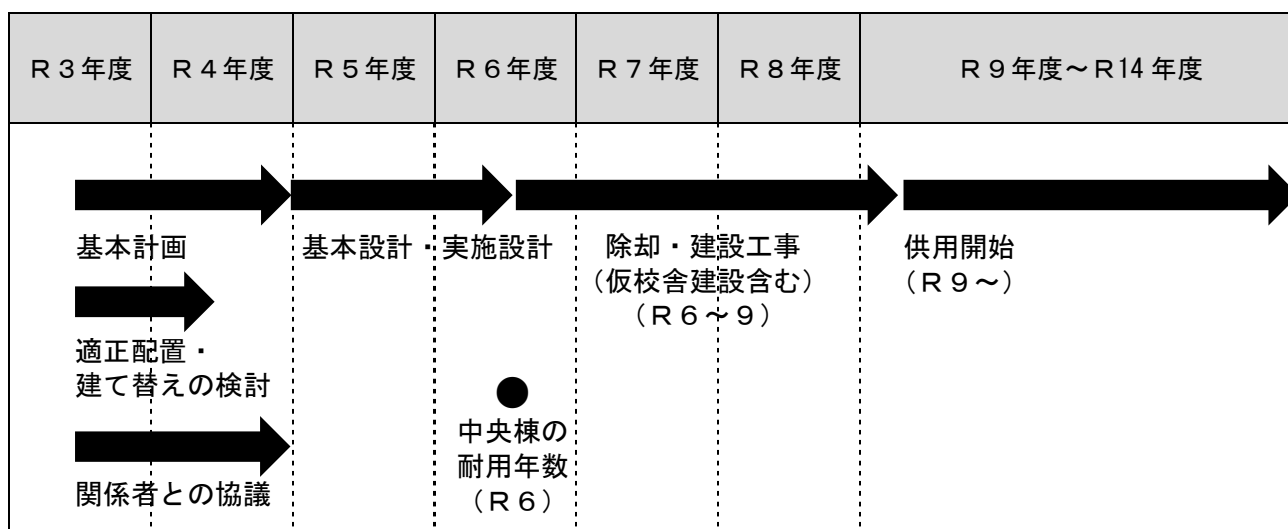 Ｒ３年度 Ｒ４年度 Ｒ５年度 Ｒ６年度 Ｒ７年度 Ｒ８年度 Ｒ９年度～Ｒ14年度
基本計画
基本設計・実施設計
除却・建設工事
（仮校舎建設含む）
（Ｒ６～９）
供用開始
（Ｒ９～）
適正配置・
建て替えの検討
中央棟の
耐用年数
（Ｒ６）
関係者との協議